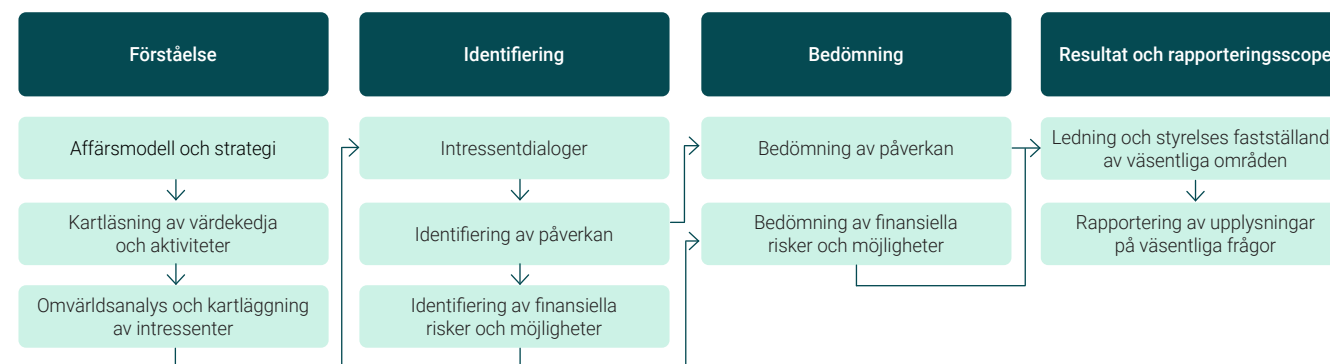 Förståelse
Affärsmodell och strategi
Kartläsning av värdekedja
och aktiviteter
Omvärldsanalys och kartläggning
av intressenter
Identifiering
Intressentdialoger
Identifiering av påverkan
Identifiering av finansiella
risker och möjligheter
Bedömning
Bedömning av påverkan
Bedömning av finansiella
risker och möjligheter
Resultat och rapporteringsscope
Ledning och styrelses fastställand
av väsentliga områden
Rapportering av upplysningar
på väsentliga frågor